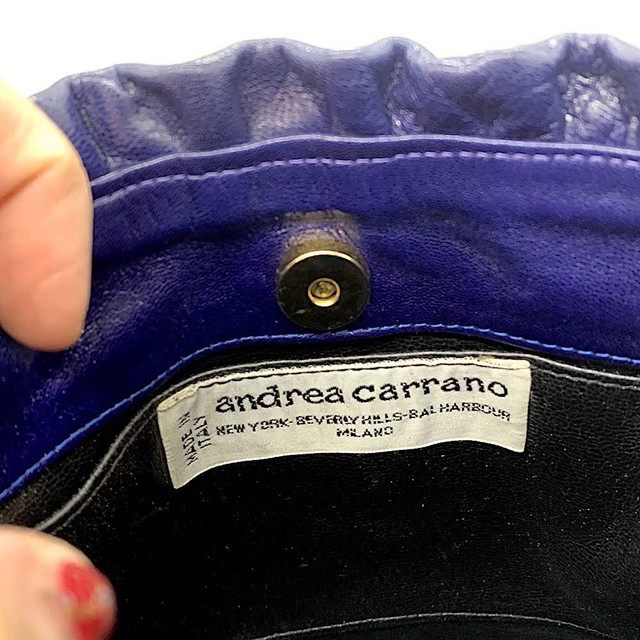 andrea carrano
NEW YORK-BEVERLY HILLS-BAL HARBOUR
MILANO
MADE IN
ITALY